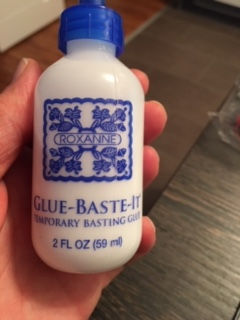 ROXANNE
GLUE-BASTE-IT
TEMPORARY BASTING GLUE
2 FL OZ (59 ml)